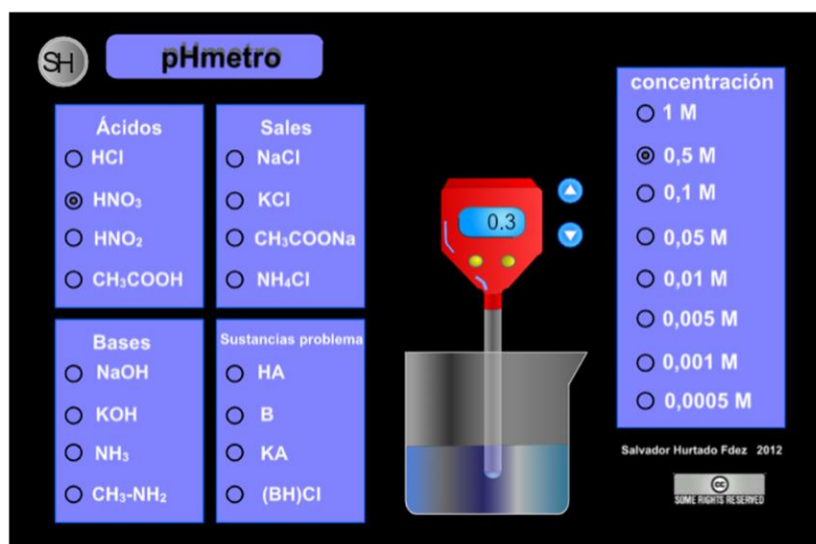 SH
pHmetro
Ácidos
HCl
HNO₃
HNO₂
CH₃COOH
Sales
NaCl
KCl
CH₃COONa
NH₄Cl
Bases
NaOH
KOH
NH₃
CH₃-NH₂
Sustancias problema
HA
B
KA
(BH)Cl
0.3
concentración
1 M
0,5 M
0,1 M
0,05 M
0,01 M
0,005 M
0,001 M
0,0005 M
Salvador Hurtado Fdez 2012
cc
SOME RIGHTS RESERVED